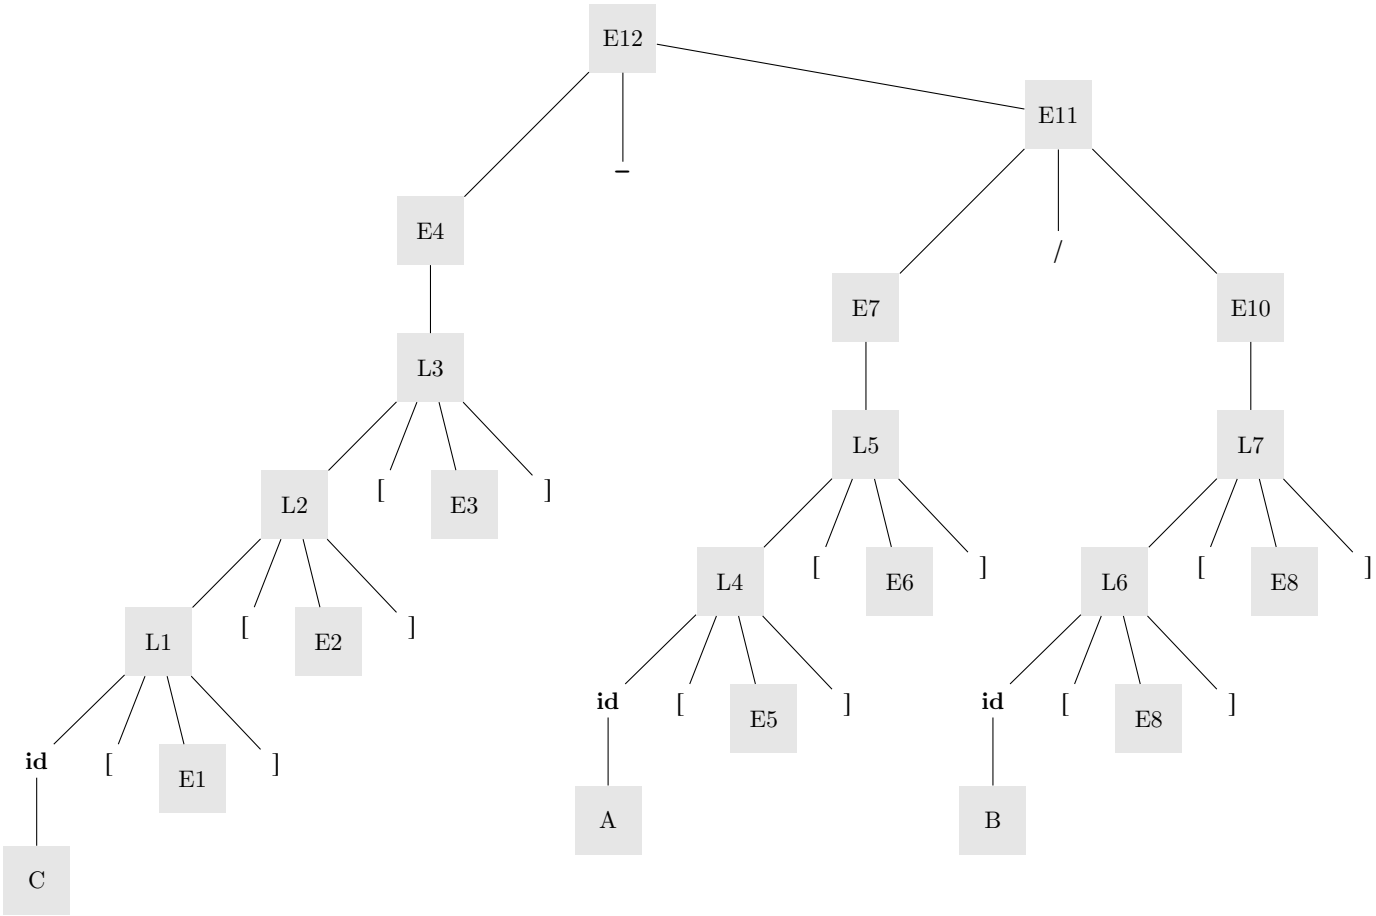 E12
E11
–
E4
/
E7
E10
L3
L5
L7
L2 [ E3 ]
L4 [ E6 ]
L6 [ E8 ]
L1 [ E2 ]
id [ E5 ]
id [ E8 ]
id [ E1 ]
A
B
C